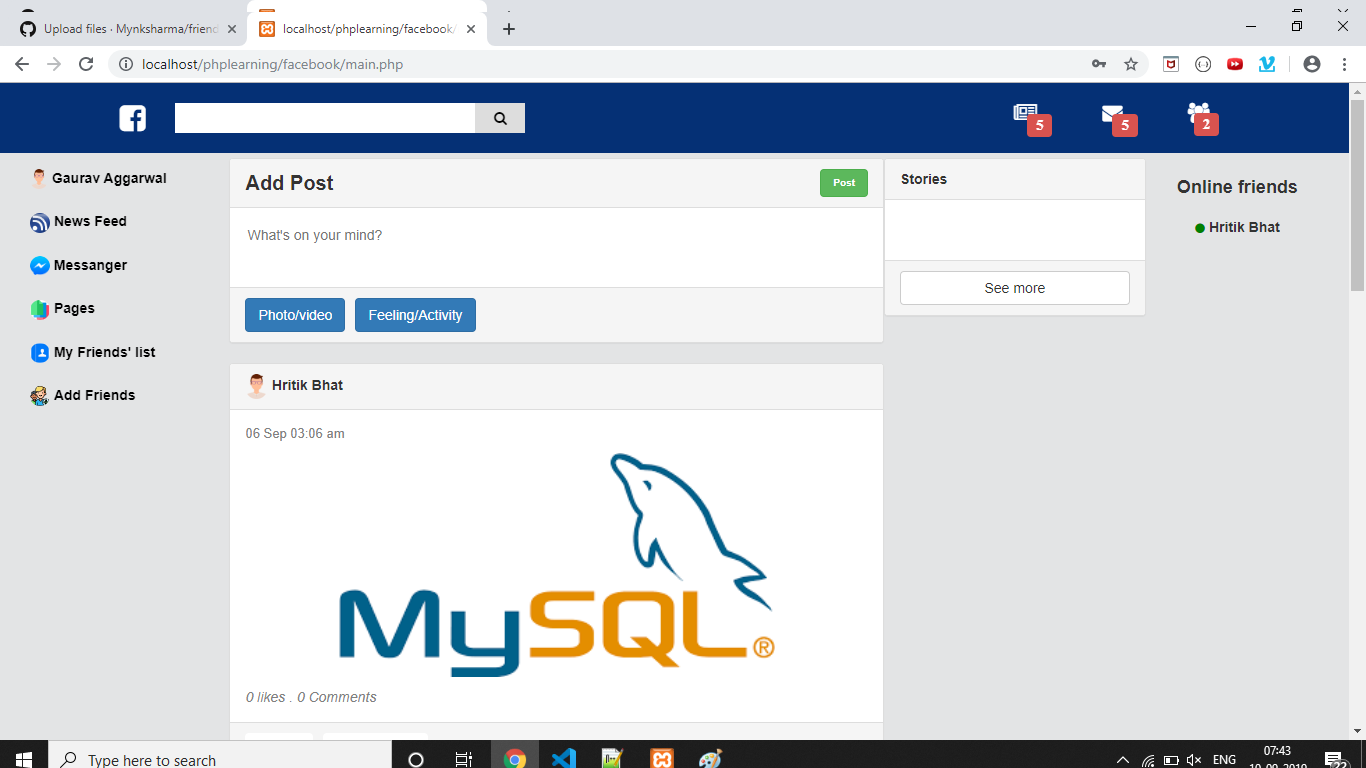 Upload files · Mynksharma/friend
localhost/phplearning/facebook/
localhost/phplearning/facebook/main.php
5
5
2
Gaurav Aggarwal
News Feed
Messanger
Pages
My Friends' list
Add Friends
Add Post
Post
What's on your mind?
Photo/video
Feeling/Activity
Stories
See more
Online friends
Hritik Bhat
Hritik Bhat
06 Sep 03:06 am
MySQL®
0 likes . 0 Comments
Type here to search
ENG
07:43
22